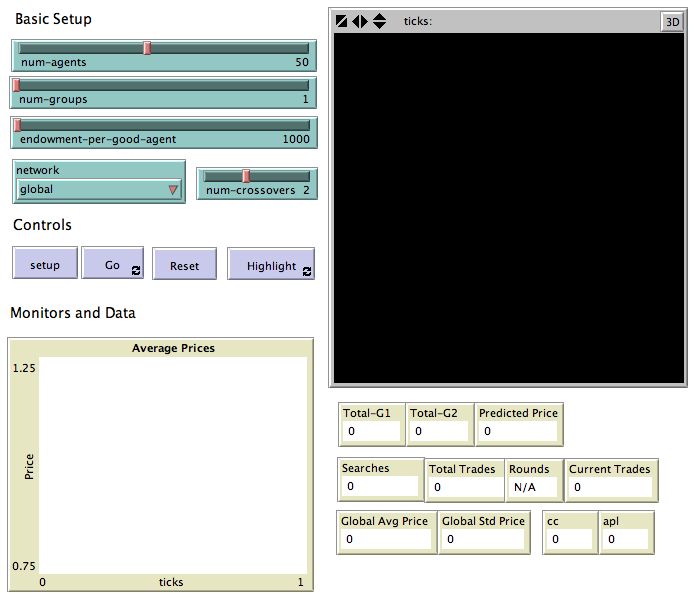 Basic Setup
num-agents 50
num-groups 1
endowment-per-good-agent 1000
network
global
num-crossovers 2
Controls
setup Go Reset Highlight
Monitors and Data
Average Prices
1.25
Price
0.75
0 ticks 1
ticks: 3D
Total-G1 Total-G2 Predicted Price
0 0 0
Searches Total Trades Rounds Current Trades
0 0 N/A 0
Global Avg Price Global Std Price cc apl
0 0 0 0